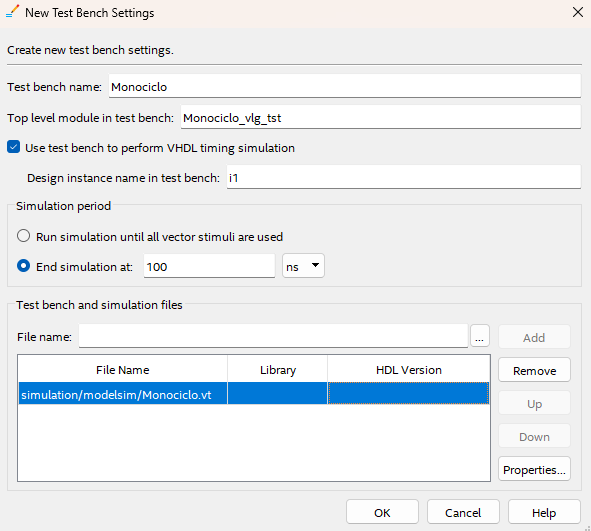 New Test Bench Settings
Create new test bench settings.
Test bench name: Monociclo
Top level module in test bench: Monociclo_vlg_tst
Use test bench to perform VHDL timing simulation
Design instance name in test bench: i1
Simulation period
Run simulation until all vector stimuli are used
End simulation at: 100 ns
Test bench and simulation files
File name: ... Add
File Name Library HDL Version
Remove
simulation/modelsim/Monociclo.vt
Up
Down
Properties...
OK Cancel Help